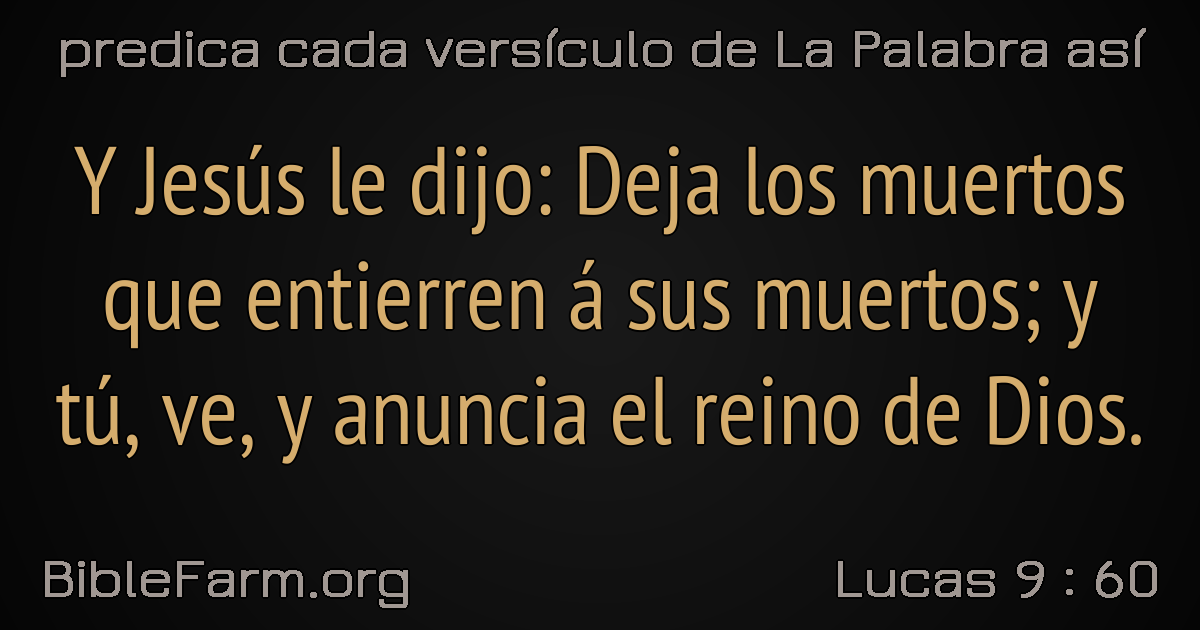 predica cada versículo de La Palabra así
Y Jesús le dijo: Deja los muertos
que entierren á sus muertos; y
tú, ve, y anuncia el reino de Dios.
BibleFarm.org
Lucas 9 : 60